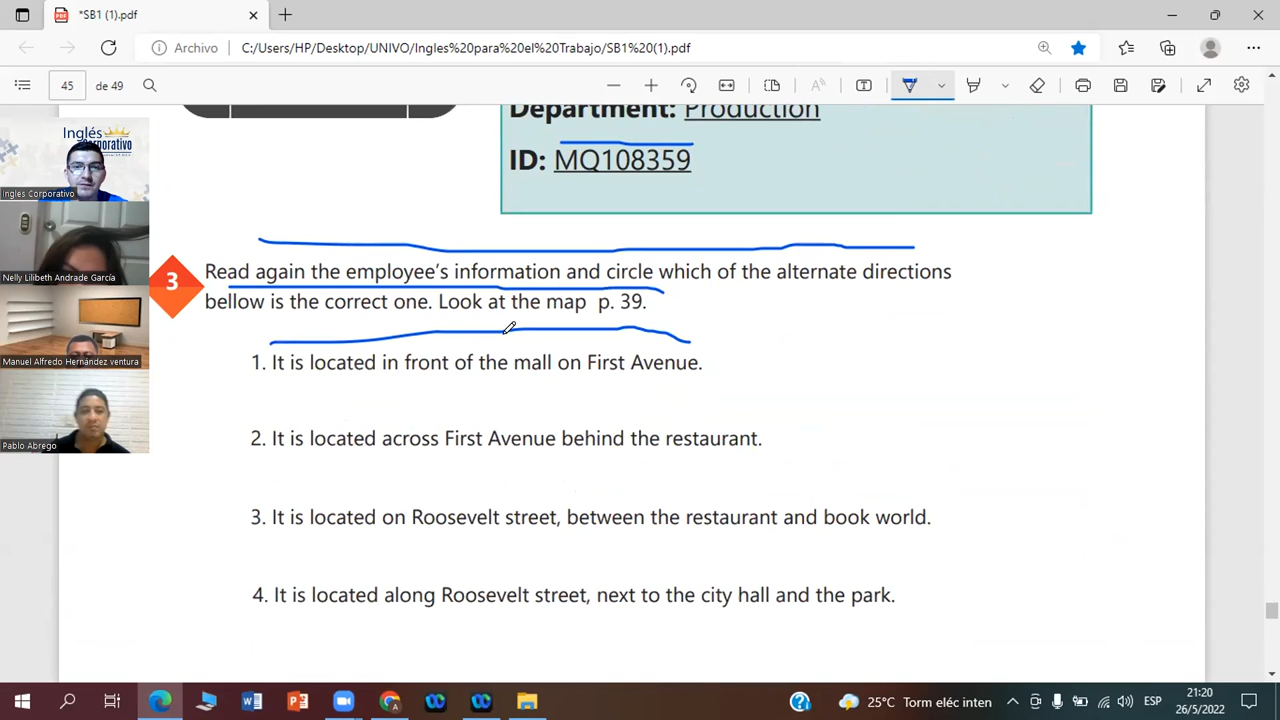 *SB1 (1).pdf
Archivo
C:/Users/HP/Desktop/UNIVO/Ingles%20para%20el%20Trabajo/SB1%20(1).pdf
45
de 49
Department: Production
ID: MQ108359
Inglés
Corporativo
Ingles Corporativo
Nelly Lilibeth Andrade García
Manuel Alfredo Hernández ventura
Pablo Abrego
3
Read again the employee's information and circle which of the alternate directions
bellow is the correct one. Look at the map p. 39.
1. It is located in front of the mall on First Avenue.
2. It is located across First Avenue behind the restaurant.
3. It is located on Roosevelt street, between the restaurant and book world.
4. It is located along Roosevelt street, next to the city hall and the park.
25°C Torm eléc inten
ESP
21:20
26/5/2022